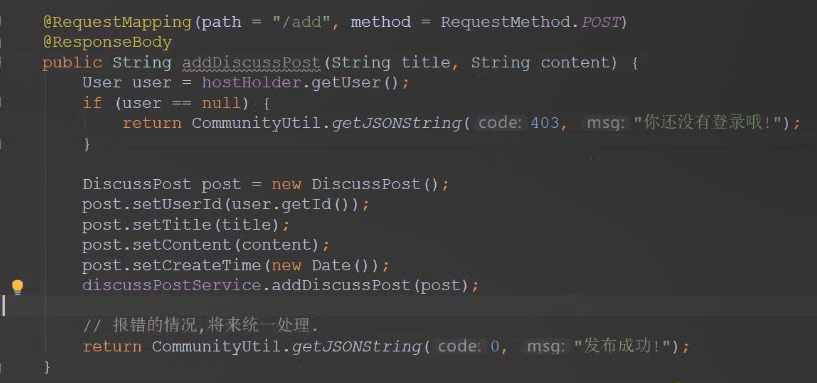 @RequestMapping(path = "/add", method = RequestMethod.POST)
@ResponseBody
public String addDiscussPost(String title, String content) {
User user = hostHolder.getUser();
if (user == null) {
return CommunityUtil.getJSONString( code: 403, msg: "你还没有登录哦!");
}
DiscussPost post = new DiscussPost();
post.setUserId(user.getId());
post.setTitle(title);
post.setContent(content);
post.setCreateTime(new Date());
discussPostService.addDiscussPost(post);
// 报错的情况,将来统一处理.
return CommunityUtil.getJSONString( code: 0, msg: "发布成功!");
}